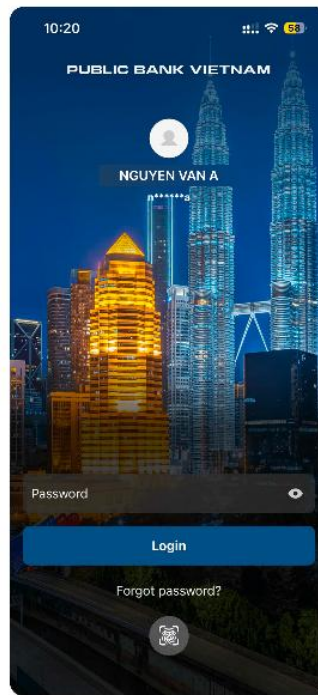 10:20
58
PUBLIC BANK VIETNAM
NGUYEN VAN A
n******a
Password
Login
Forgot password?